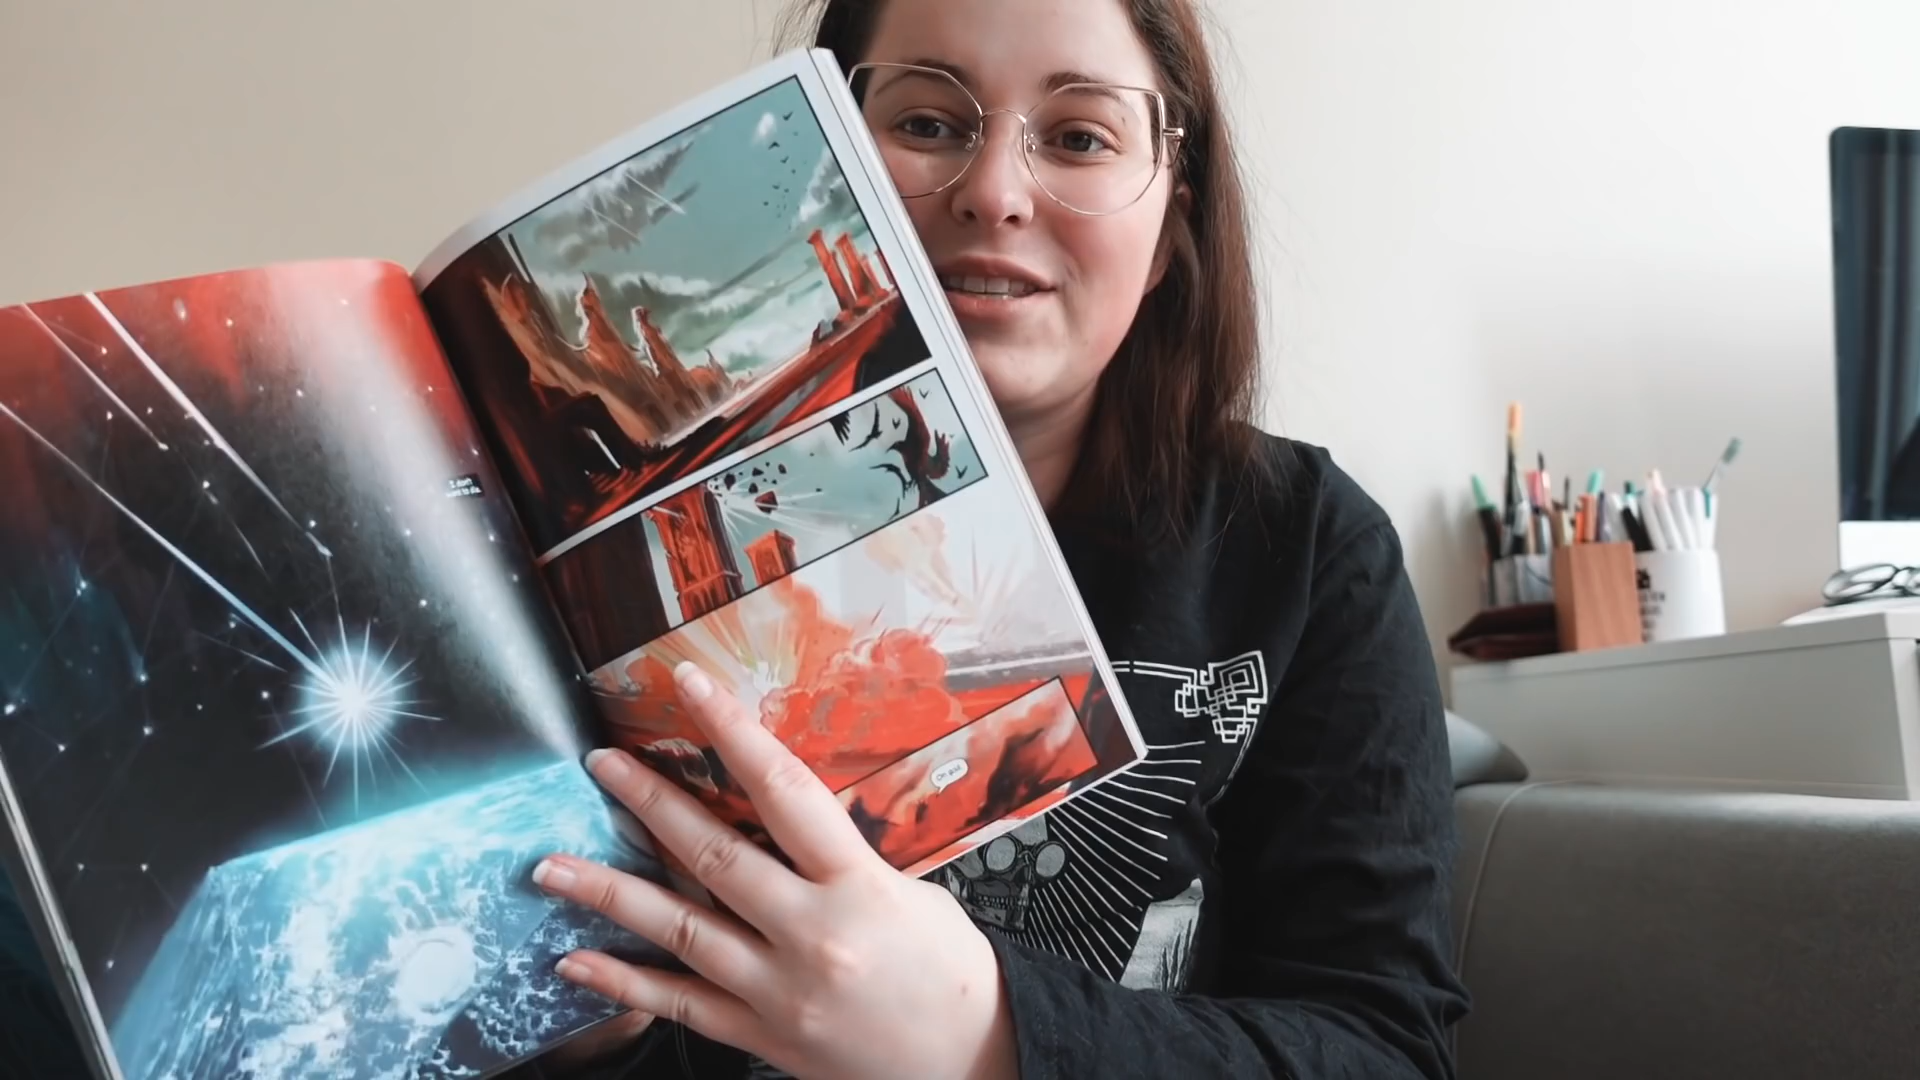 I don't
want to die.
Oh god.